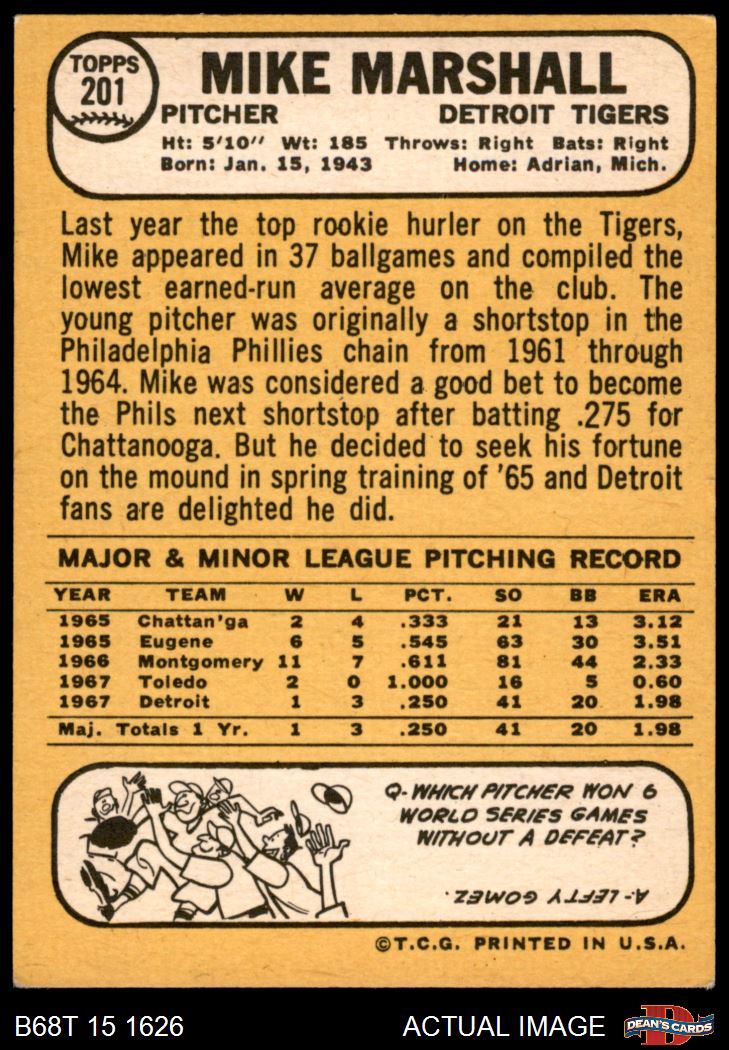 TOPPS
201
MIKE MARSHALL
PITCHER DETROIT TIGERS
Ht: 5'10" Wt: 185 Throws: Right Bats: Right
Born: Jan. 15, 1943 Home: Adrian, Mich.
Last year the top rookie hurler on the Tigers,
Mike appeared in 37 ballgames and compiled the
lowest earned-run average on the club. The
young pitcher was originally a shortstop in the
Philadelphia Phillies chain from 1961 through
1964. Mike was considered a good bet to become
the Phils next shortstop after batting .275 for
Chattanooga. But he decided to seek his fortune
on the mound in spring training of '65 and Detroit
fans are delighted he did.
MAJOR & MINOR LEAGUE PITCHING RECORD
YEAR TEAM W L PCT. SO BB ERA
1965 Chattan'ga 2 4 .333 21 13 3.12
1965 Eugene 6 5 .545 63 30 3.51
1966 Montgomery 11 7 .611 81 44 2.33
1967 Toledo 2 0 1.000 16 5 0.60
1967 Detroit 1 3 .250 41 20 1.98
Maj. Totals 1 Yr. 1 3 .250 41 20 1.98
Q- WHICH PITCHER WON 6
WORLD SERIES GAMES
WITHOUT A DEFEAT?
A- LEFTY GOMEZ.
©T.C.G. PRINTED IN U.S.A.
B68T 15 1626 ACTUAL IMAGE
D
DEAN'S CARDS